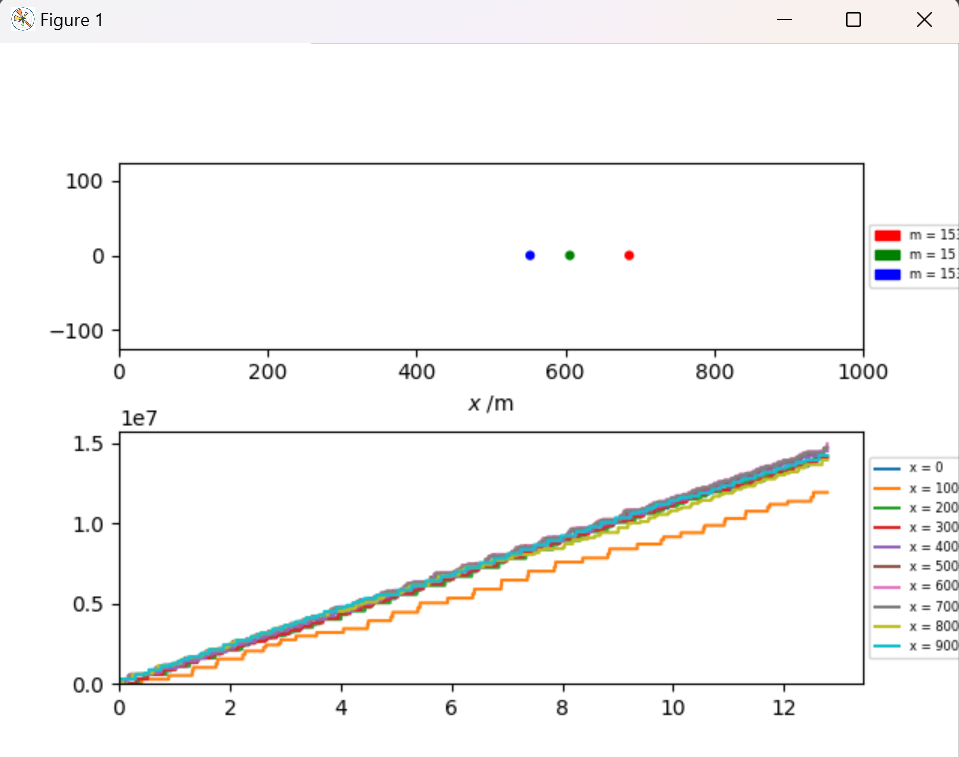 Figure 1
100
0
−100
0 200 400 600 800 1000
x /m
m = 153
m = 15
m = 153
1e7
1.5
1.0
0.5
0.0
0 2 4 6 8 10 12
x = 0
x = 100
x = 200
x = 300
x = 400
x = 500
x = 600
x = 700
x = 800
x = 900